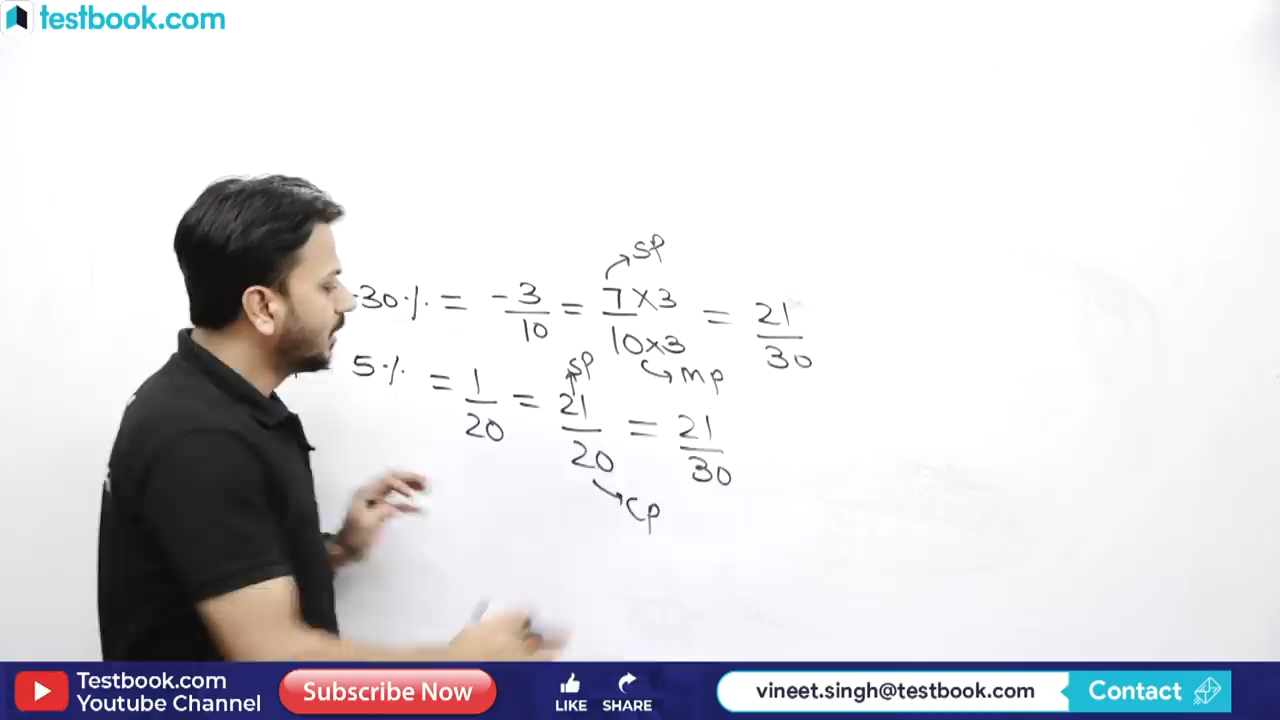 testbook.com
SP
-30% = -3/10 = 7×3/10×3 = 21/30
MP
SP
5% = 1/20 = 21/20 = 21/30
CP
Testbook.com
Youtube Channel
Subscribe Now
LIKE
SHARE
vineet.singh@testbook.com
Contact